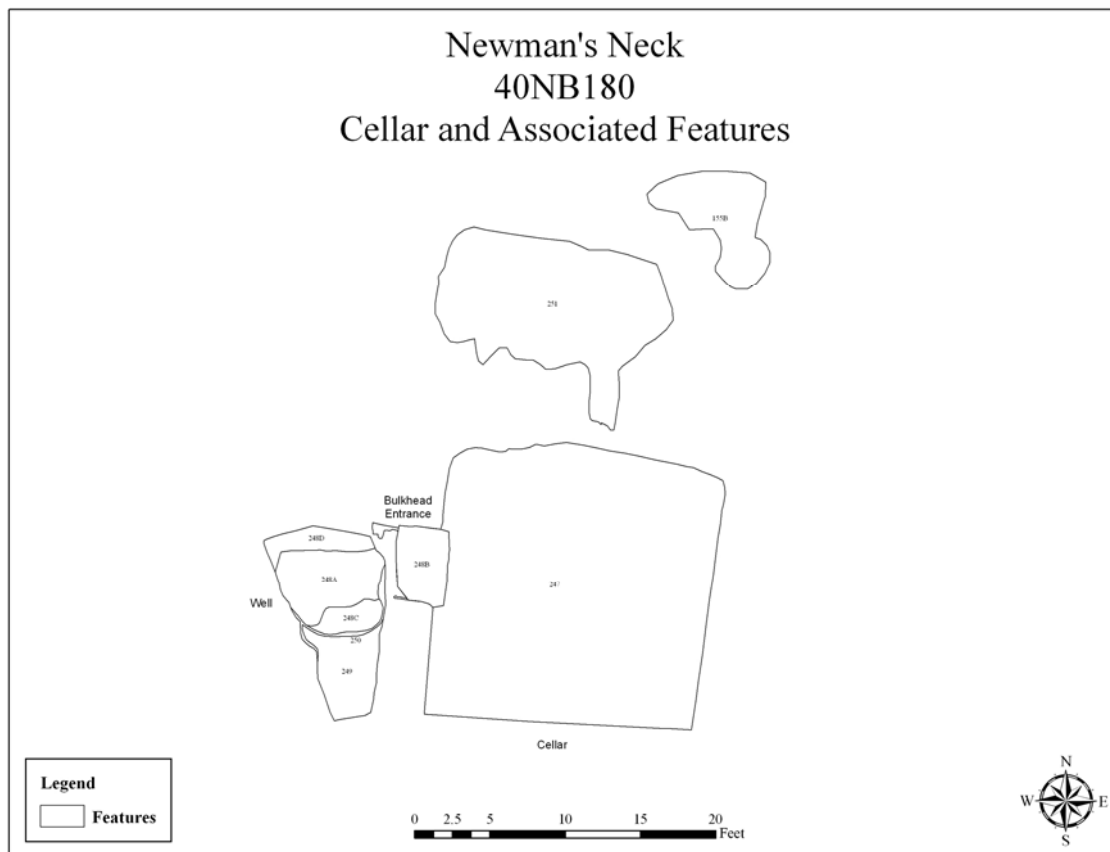 Newman's Neck
40NB180
Cellar and Associated Features
155B
251
Bulkhead
Entrance
248D
248B
248A
247
Well
248C
250
249
Cellar
Legend
Features
0 2.5 5 10 15 20
Feet
N
W E
S